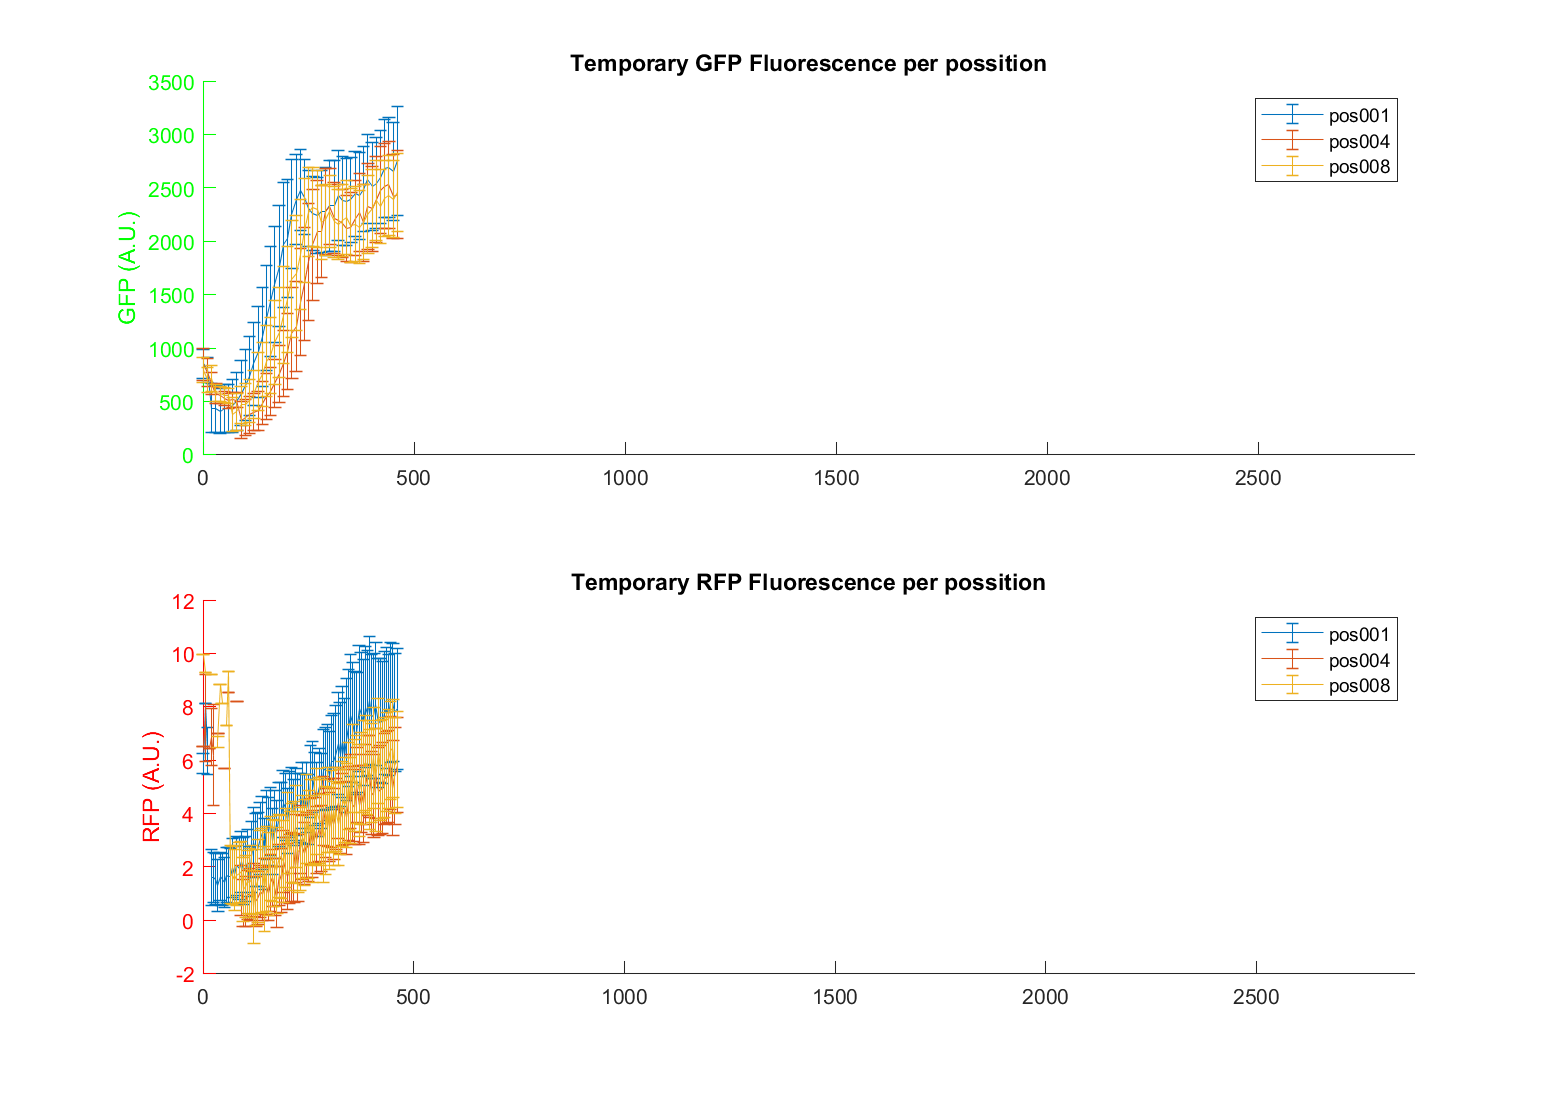 Temporary GFP Fluorescence per possition
3500
3000
2500
2000
1500
1000
500
0
GFP (A.U.)
0 500 1000 1500 2000 2500
pos001
pos004
pos008
Temporary RFP Fluorescence per possition
12
10
8
6
4
2
0
-2
RFP (A.U.)
0 500 1000 1500 2000 2500
pos001
pos004
pos008